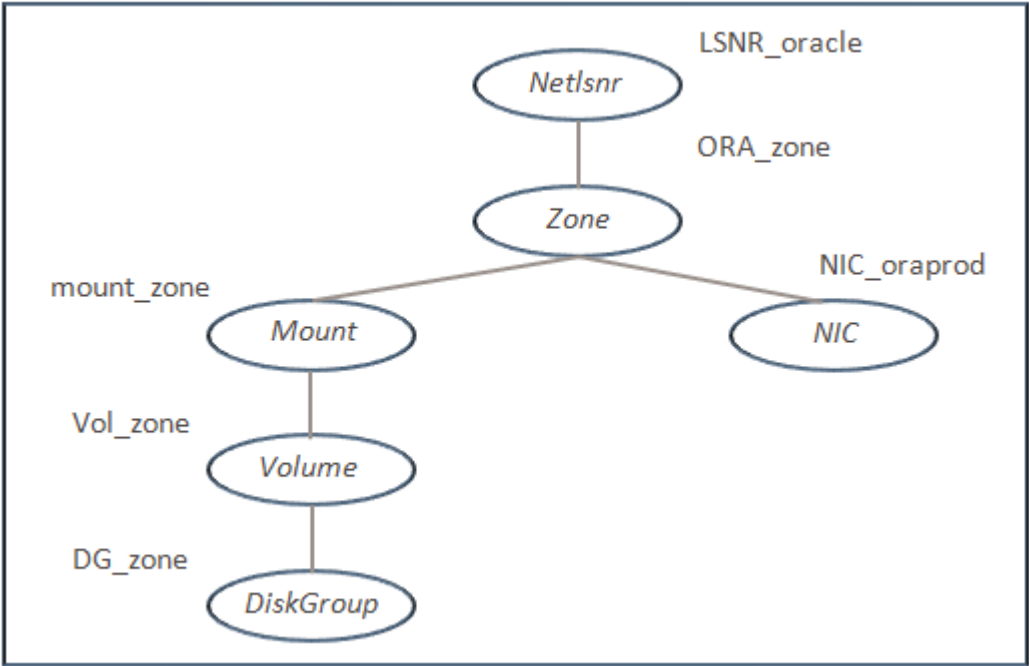 LSNR_oracle
Netlsnr
ORA_zone
Zone
NIC_oraprod
mount_zone
Mount
NIC
Vol_zone
Volume
DG_zone
DiskGroup